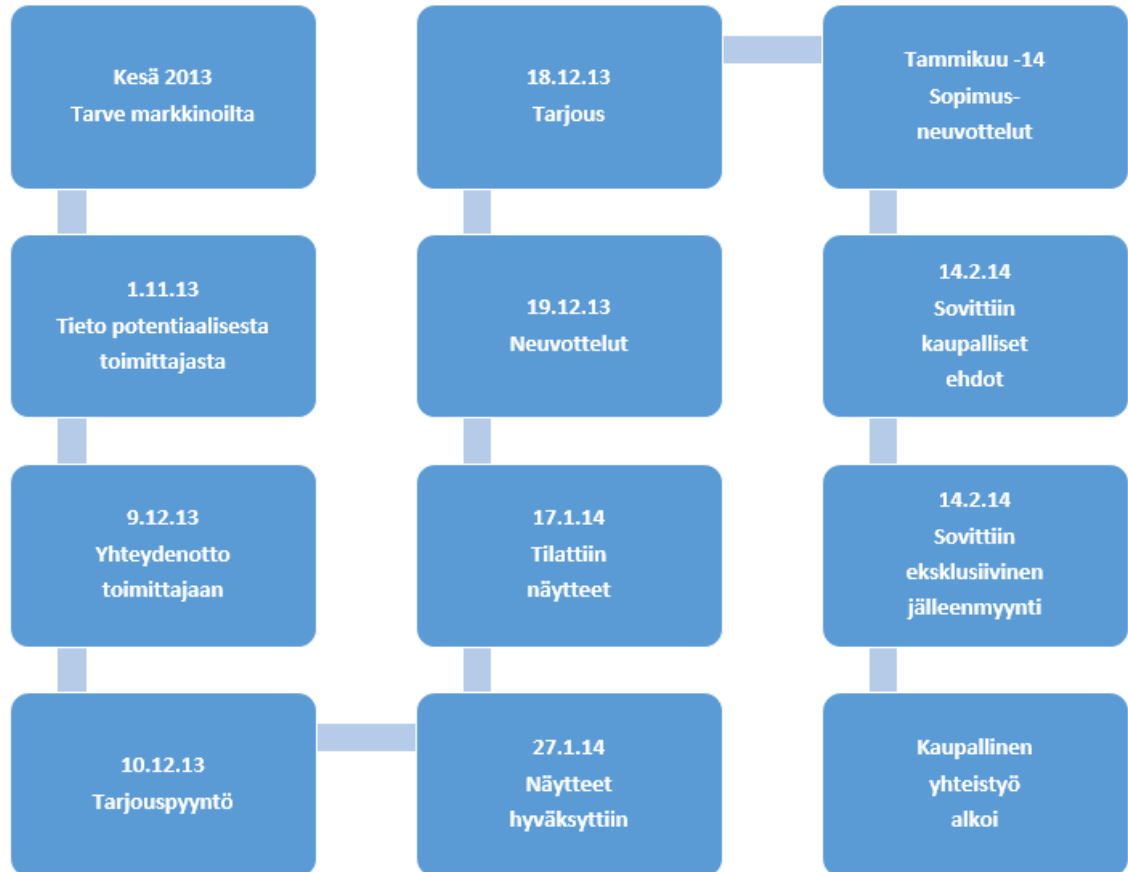 Kesä 2013
Tarve markkinoilta
1.11.13
Tieto potentiaalisesta
toimittajasta
9.12.13
Yhteydenotto
toimittajaan
10.12.13
Tarjouspyyntö
18.12.13
Tarjous
19.12.13
Neuvottelut
17.1.14
Tilattiin
näytteet
27.1.14
Näytteet
hyväksyttiin
Tammikuu -14
Sopimus-
neuvottelut
14.2.14
Sovittiin
kaupalliset
ehdot
14.2.14
Sovittiin
eksklusiivinen
jälleenmyynti
Kaupallinen
yhteistyö
alkoi